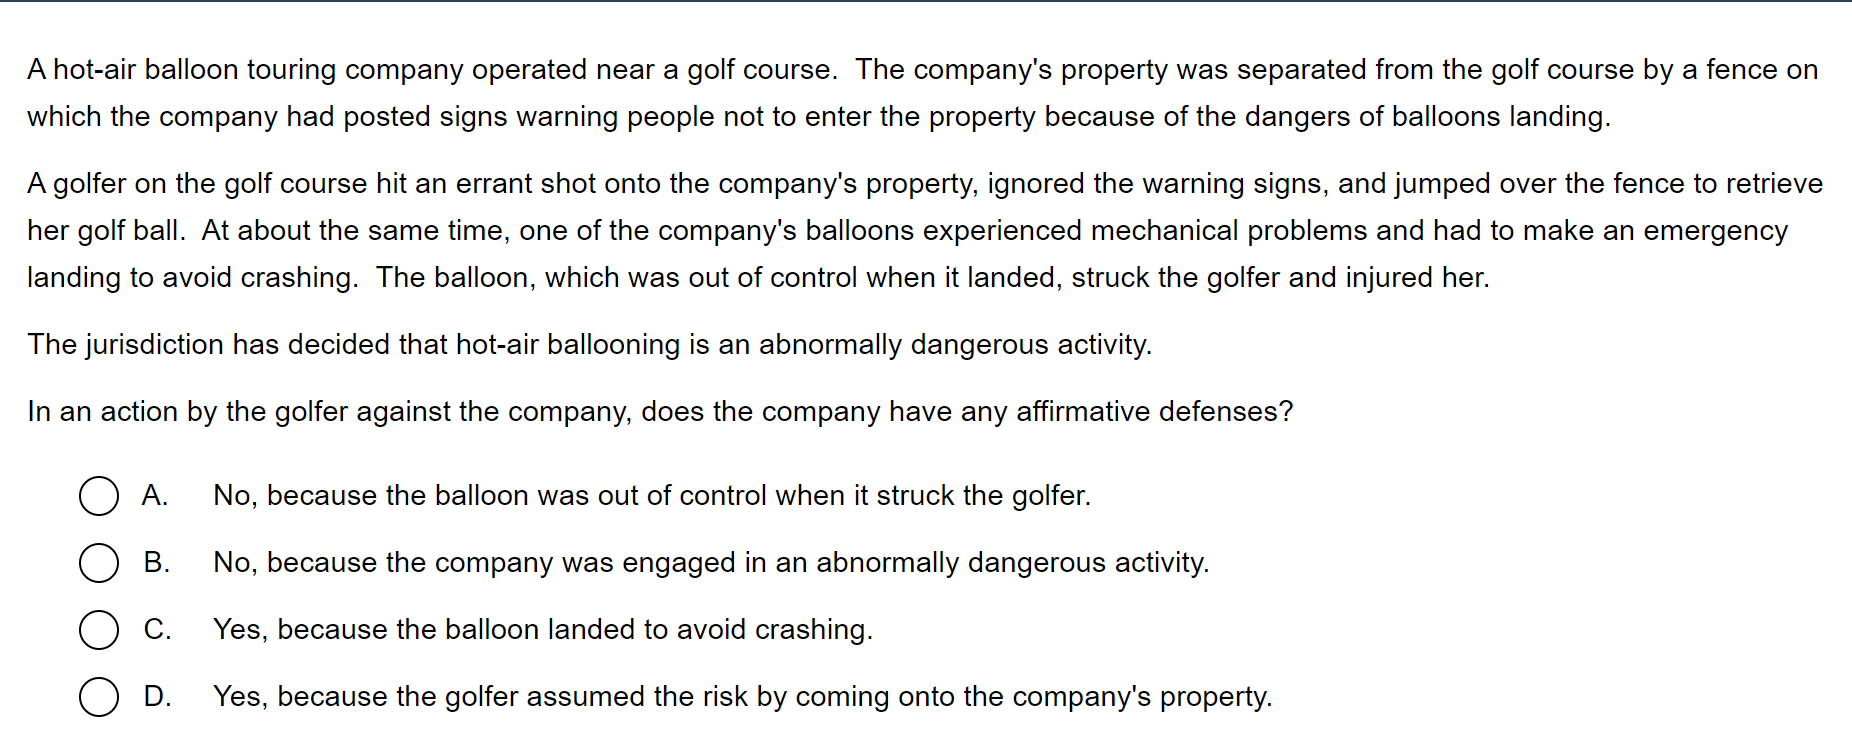 A hot-air balloon touring company operated near a golf course.  The company's property was separated from the golf course by a fence on
which the company had posted signs warning people not to enter the property because of the dangers of balloons landing.
A golfer on the golf course hit an errant shot onto the company's property, ignored the warning signs, and jumped over the fence to retrieve
her golf ball.  At about the same time, one of the company's balloons experienced mechanical problems and had to make an emergency
landing to avoid crashing.  The balloon, which was out of control when it landed, struck the golfer and injured her.
The jurisdiction has decided that hot-air ballooning is an abnormally dangerous activity.
In an action by the golfer against the company, does the company have any affirmative defenses?
A. No, because the balloon was out of control when it struck the golfer.
B. No, because the company was engaged in an abnormally dangerous activity.
C. Yes, because the balloon landed to avoid crashing.
D. Yes, because the golfer assumed the risk by coming onto the company's property.